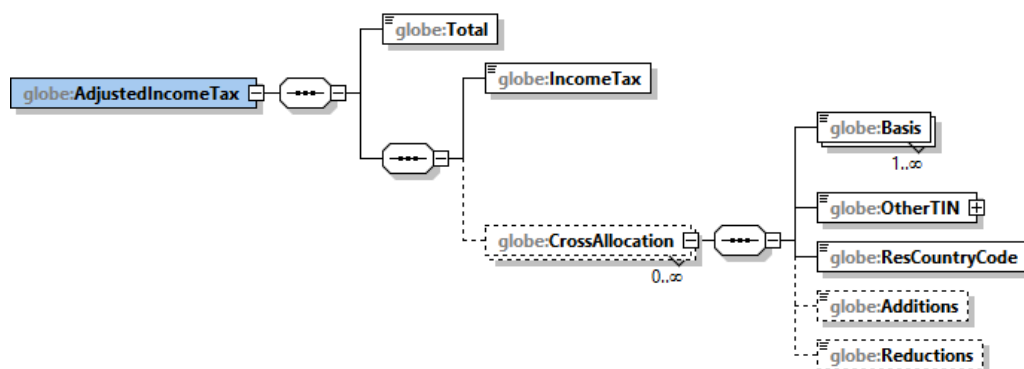 globe:Total
globe:IncomeTax
globe:AdjustedIncomeTax
globe:Basis
1..∞
globe:OtherTIN
globe:CrossAllocation
0..∞
globe:ResCountryCode
globe:Additions
globe:Reductions